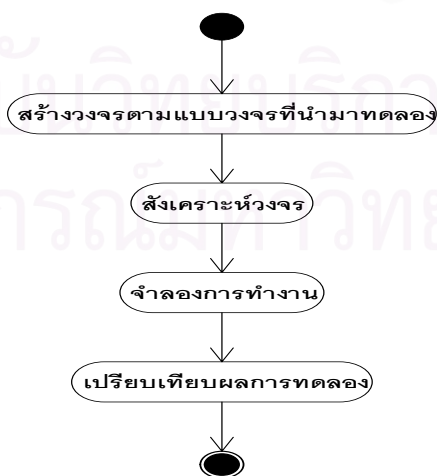 สร้างวงจรตามแบบวงจรที่นำมาทดลอง
สังเคราะห์วงจร
จำลองการทำงาน
เปรียบเทียบผลการทดลอง